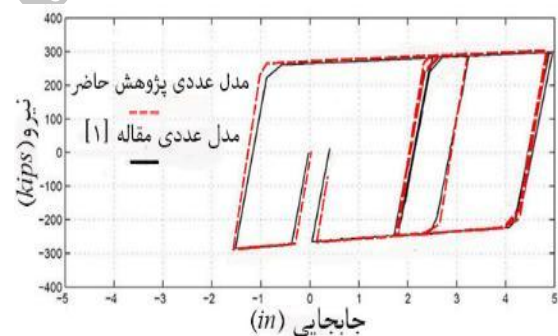 400
300
200
100
0
-100
-200
-300
-400
نیرو (kips)
مدل عددی پژوهش حاضر
مدل عددی مقاله [۱]
-5 -4 -3 -2 -1 0 1 2 3 4 5
جابجایی (in)